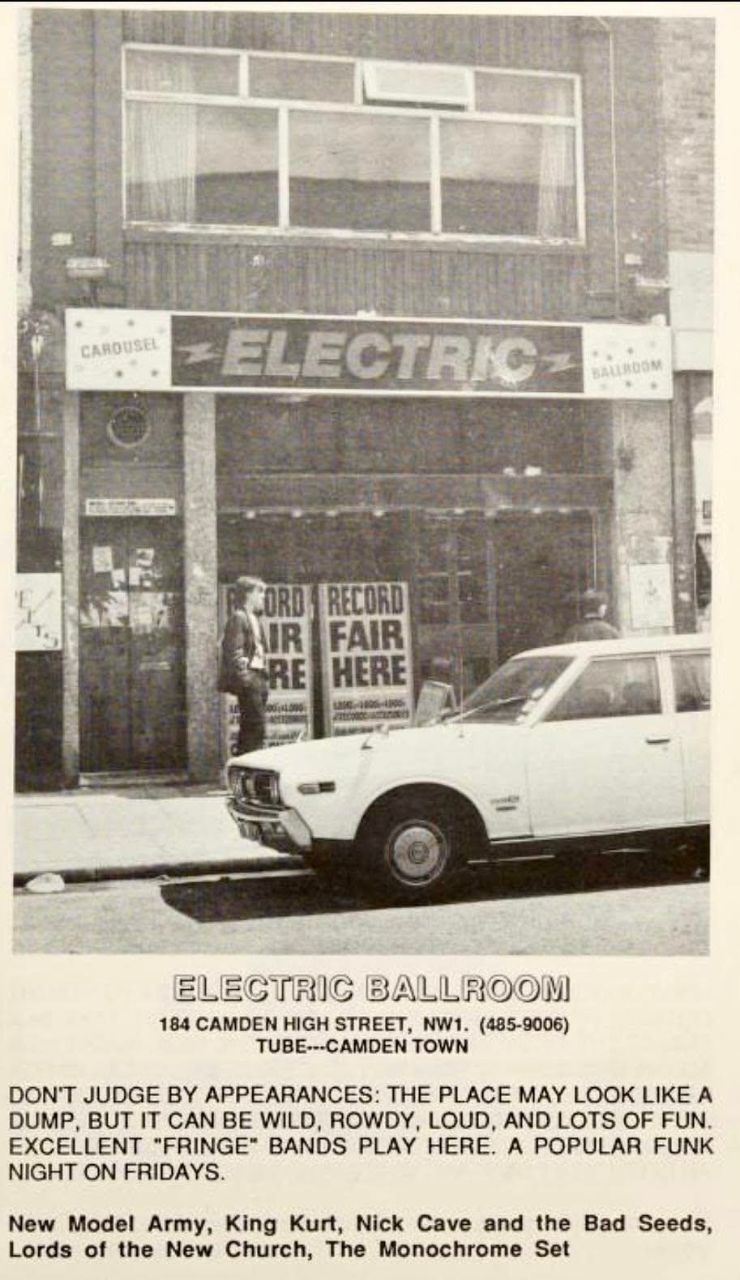 CAROUSEL
ELECTRIC
BALLROOM
RECORD
FAIR
HERE
ELECTRIC BALLROOM
184 CAMDEN HIGH STREET, NW1. (485-9006)
TUBE---CAMDEN TOWN
DON'T JUDGE BY APPEARANCES: THE PLACE MAY LOOK LIKE A
DUMP, BUT IT CAN BE WILD, ROWDY, LOUD, AND LOTS OF FUN.
EXCELLENT "FRINGE" BANDS PLAY HERE. A POPULAR FUNK
NIGHT ON FRIDAYS.
New Model Army, King Kurt, Nick Cave and the Bad Seeds,
Lords of the New Church, The Monochrome Set